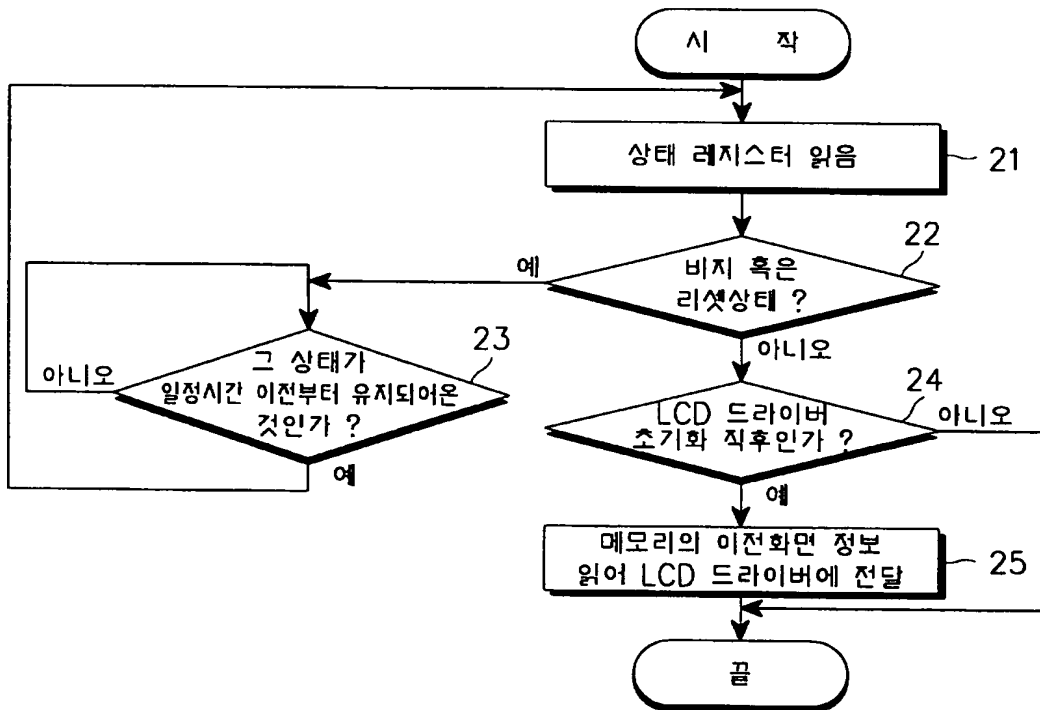 시 작
상태 레지스터 읽음
21
22
비지 혹은
리셋상태 ?
예
아니오
23
그 상태가
일정시간 이전부터 유지되어온
것인가 ?
아니오
예
24
LCD 드라이버
초기화 직후인가 ?
아니오
예
메모리의 이전화면 정보
읽어 LCD 드라이버에 전달
25
끝